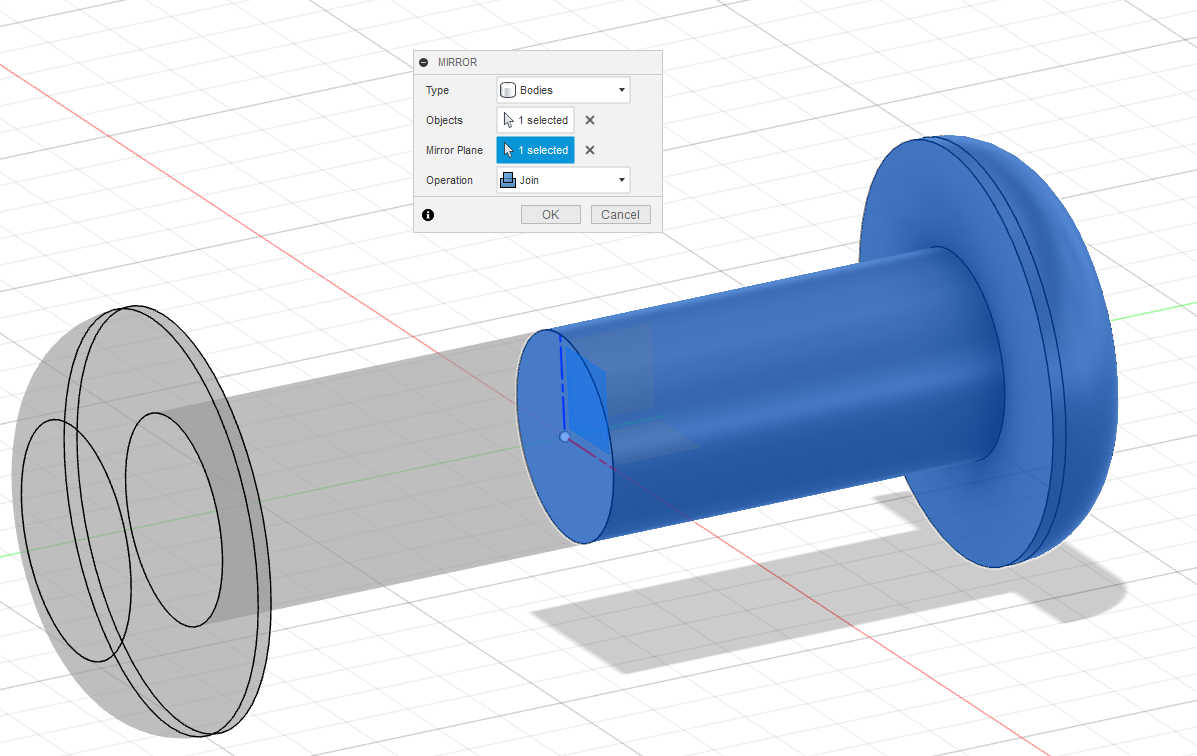 MIRROR
Type Bodies
Objects 1 selected
Mirror Plane 1 selected
Operation Join
OK Cancel